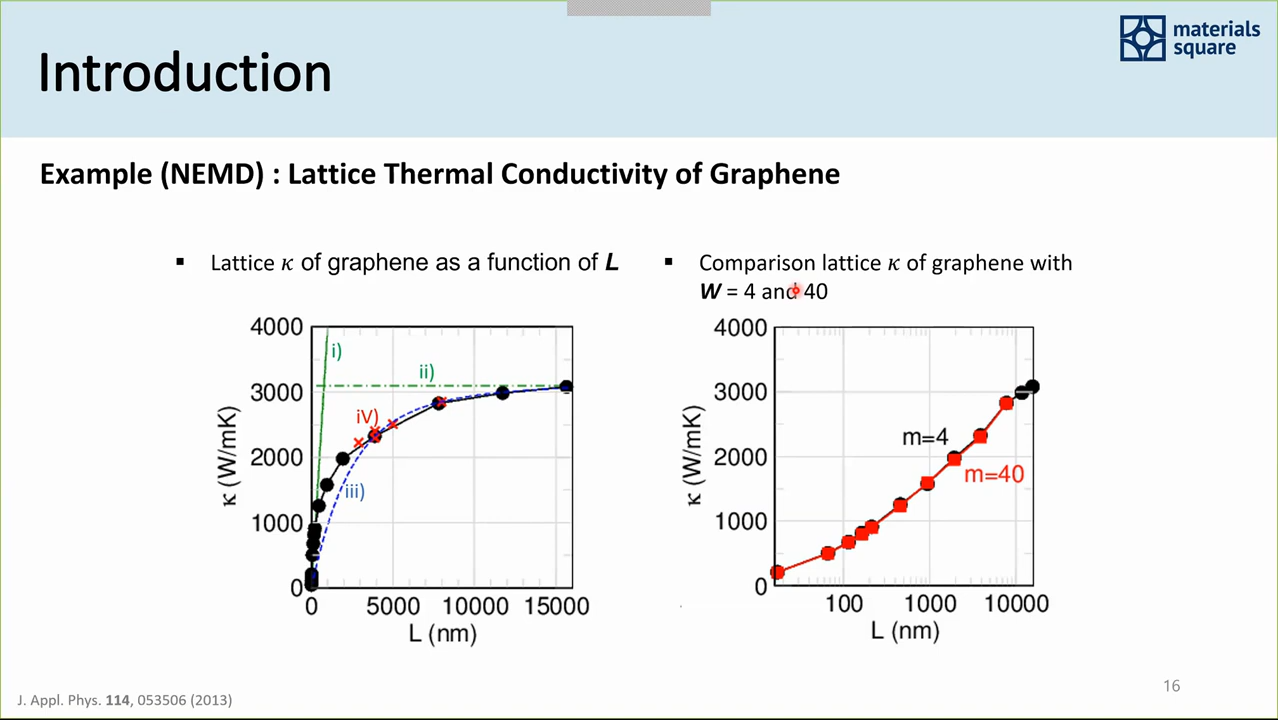 materials
square
Introduction
Example (NEMD) : Lattice Thermal Conductivity of Graphene
▪ Lattice κ of graphene as a function of L
▪ Comparison lattice κ of graphene with
W = 4 and 40
4000
3000
2000
1000
0
κ (W/mK)
i)
ii)
iV)
iii)
0 5000 10000 15000
L (nm)
4000
3000
2000
1000
0
κ (W/mK)
m=4
m=40
100 1000 10000
L (nm)
J. Appl. Phys. 114, 053506 (2013)
16